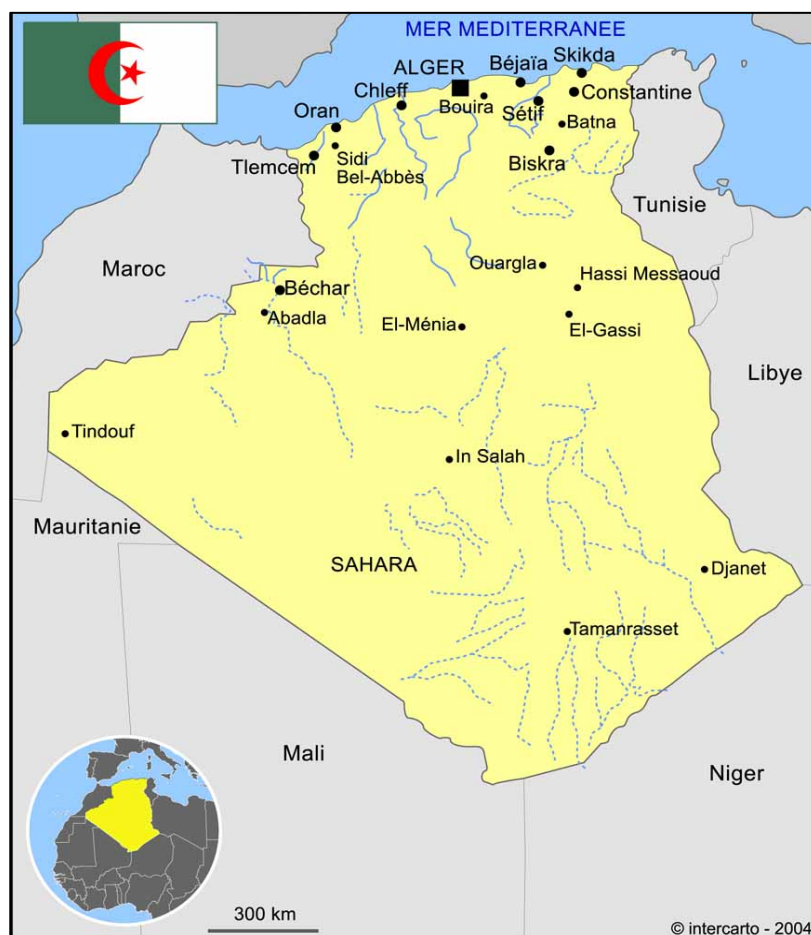 MER MEDITERRANEE
Skikda
Béjaïa
ALGER
Chleff
Constantine
Bouira
Sétif
Oran
Batna
Sidi
Bel-Abbès
Tlemcem
Biskra
Tunisie
Maroc
Ouargla
Hassi Messaoud
Béchar
Abadla
El-Ménia
El-Gassi
Libye
Tindouf
In Salah
Mauritanie
SAHARA
Djanet
Tamanrasset
Mali
Niger
300 km
© intercarto - 2004